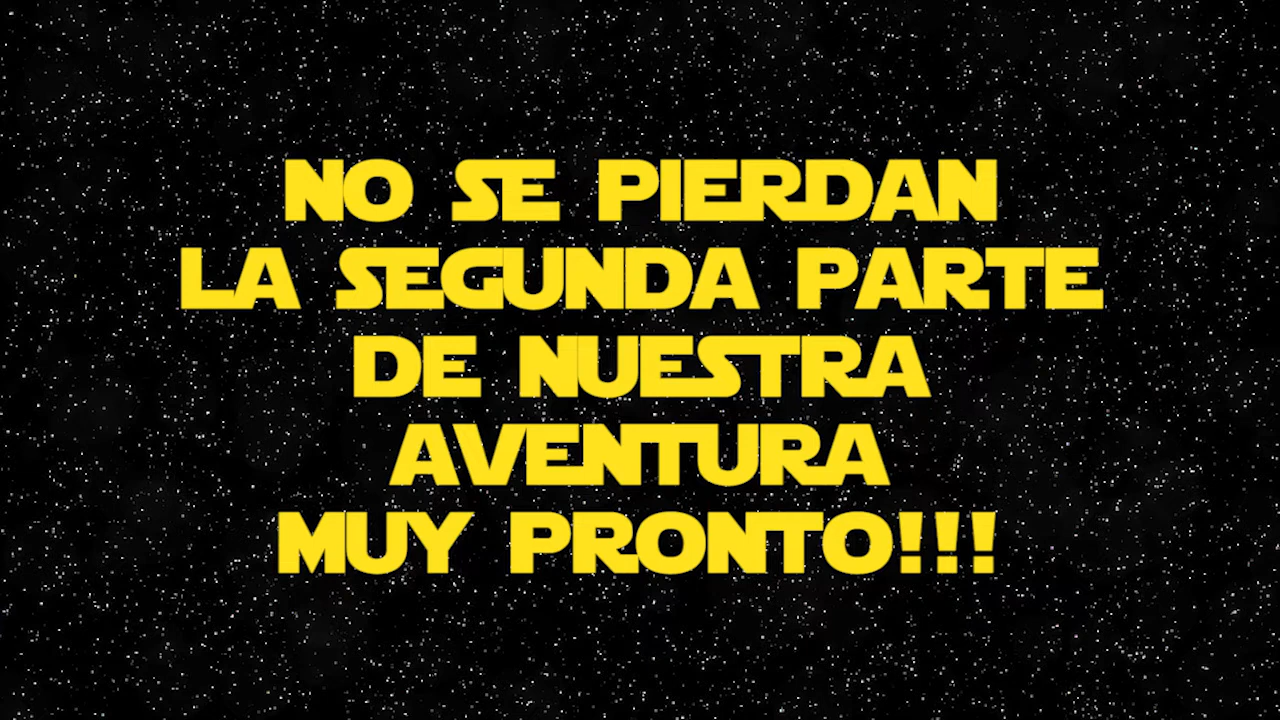 NO SE PIERDAN
LA SEGUNDA PARTE
DE NUESTRA
AVENTURA
MUY PRONTO!!!